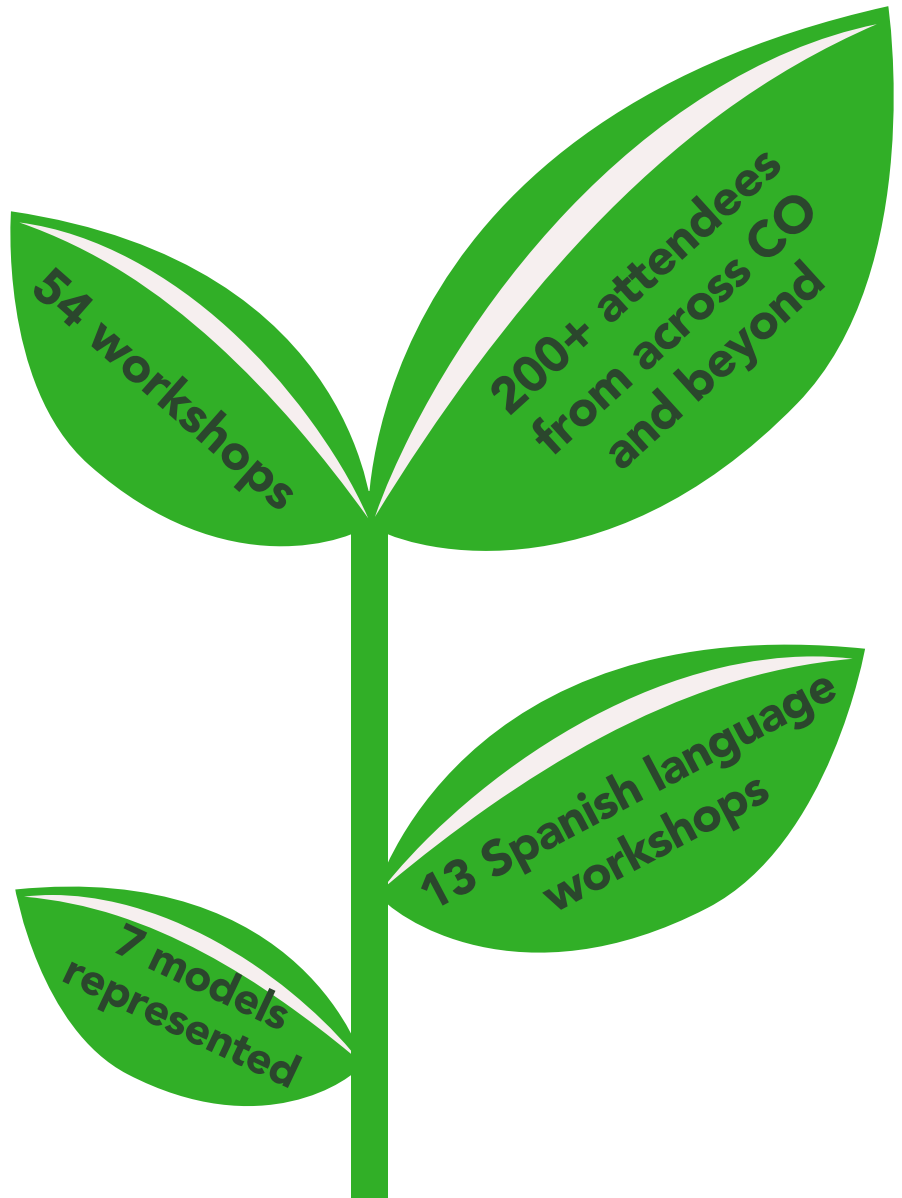 54 workshops
200+ attendees
from across CO
and beyond
13 Spanish language
workshops
7 models
represented